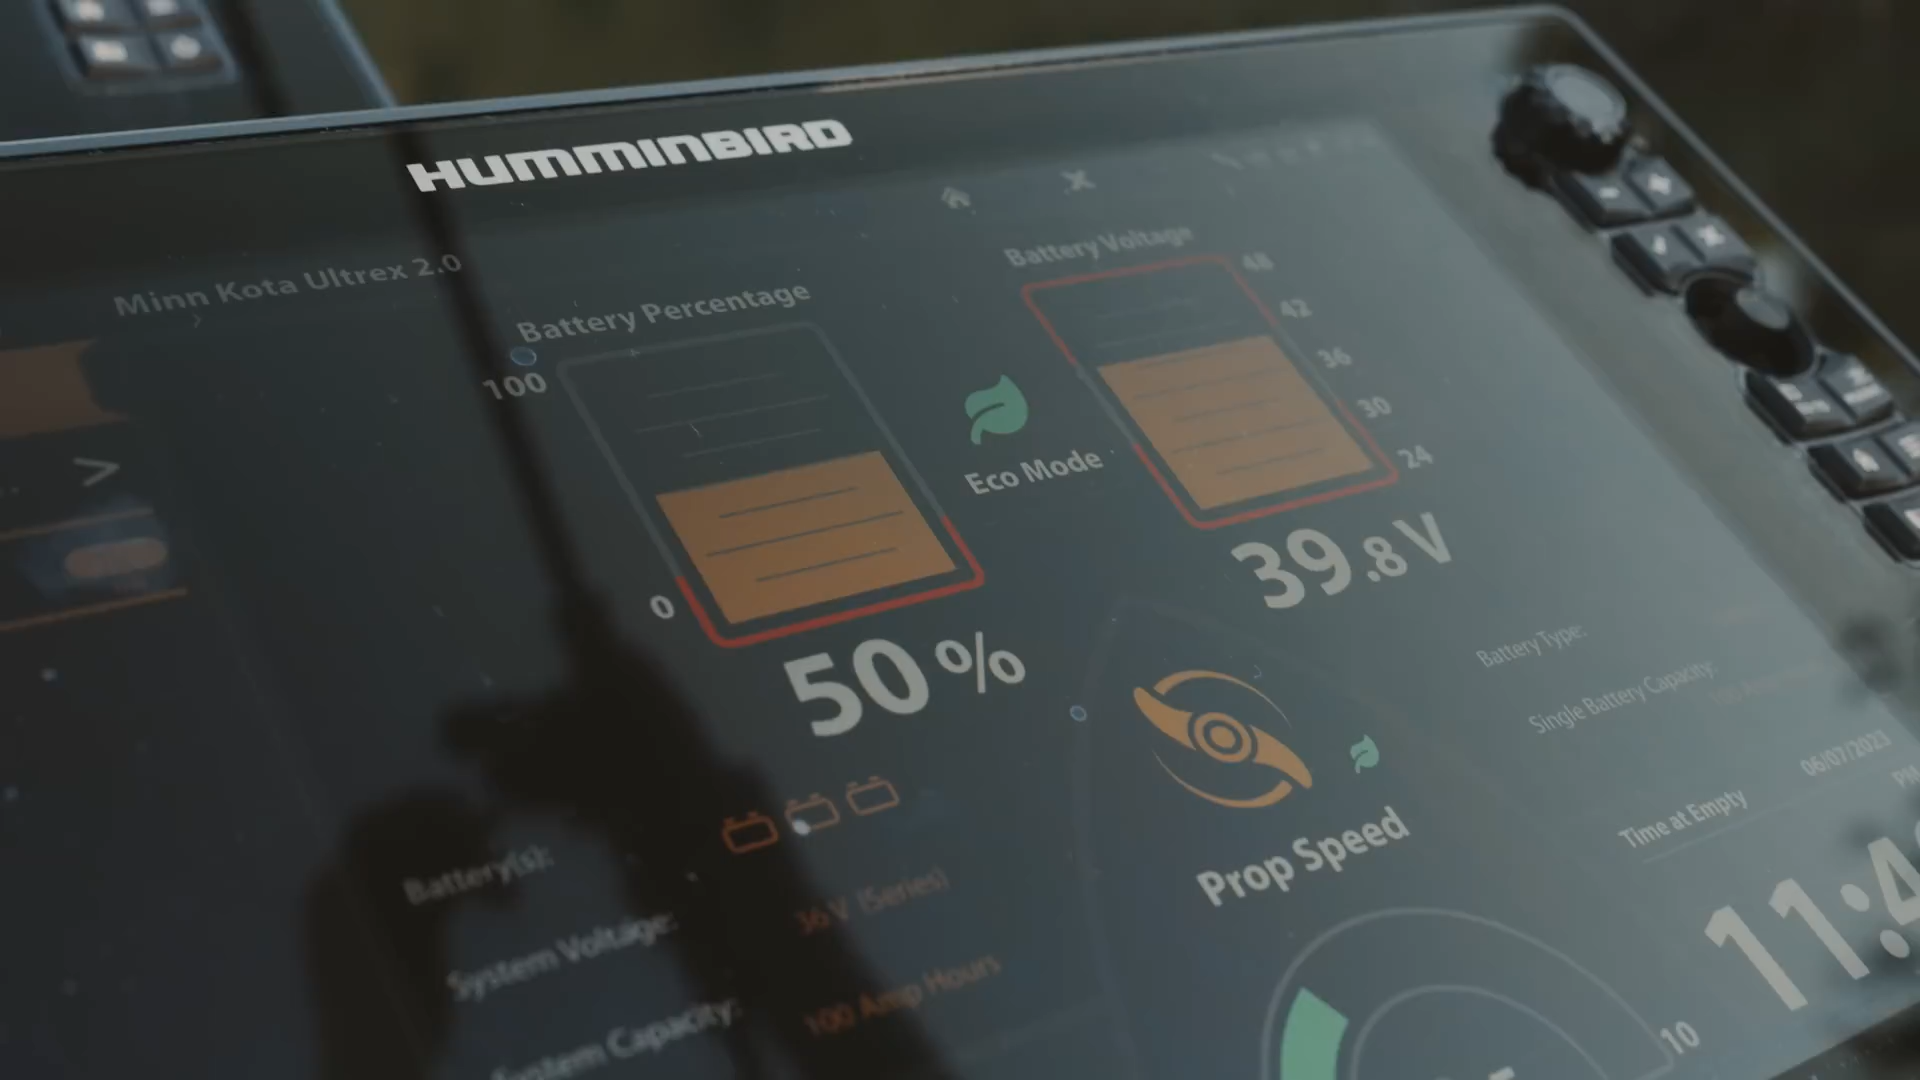 HUMMINBIRD
Minn Kota Ultrex 2.0
Battery Percentage
100
0
50 %
Eco Mode
Battery Voltage
48
42
36
30
24
39.8 V
Battery(s):
System Voltage:
36 V (Series)
System Capacity:
100 Amp Hours
Prop Speed
10
Battery Type:
Single Battery Capacity:
06/07/2023
PM
Time at Empty
11:4